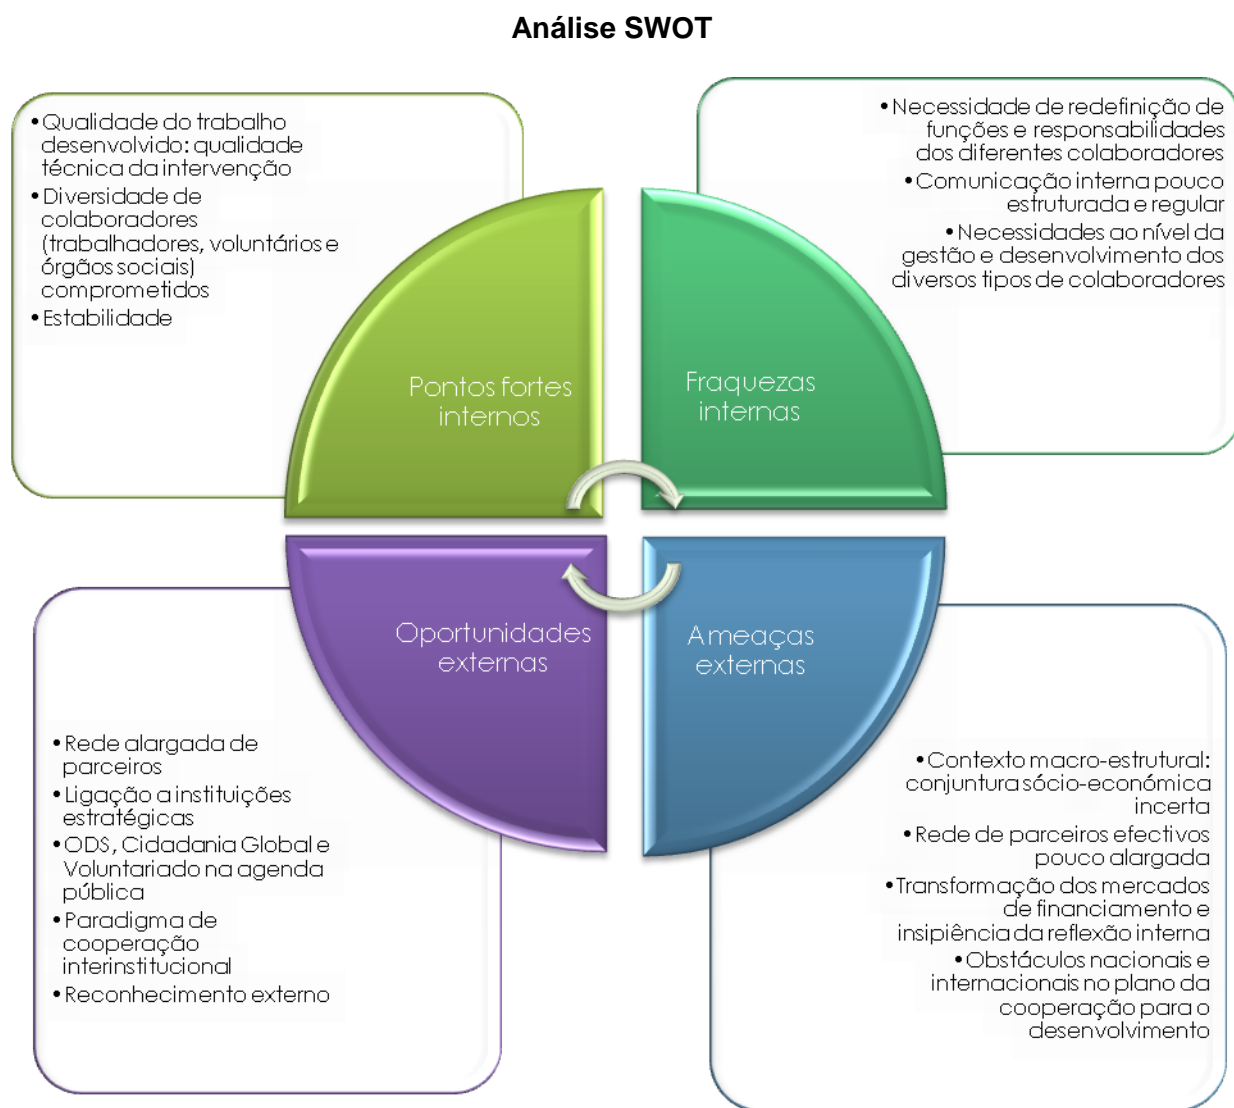 Análise SWOT
•Qualidade do trabalho
desenvolvido: qualidade
técnica da intervenção
•Diversidade de
colaboradores
(trabalhadores, voluntários e
órgãos sociais)
comprometidos
•Estabilidade
•Necessidade de redefinição de
funções e responsabilidades
dos diferentes colaboradores
•Comunicação interna pouco
estruturada e regular
•Necessidades ao nível da
gestão e desenvolvimento dos
diversos tipos de colaboradores
Pontos fortes
internos
Fraquezas
internas
Oportunidades
externas
Ameaças
externas
•Rede alargada de
parceiros
•Ligação a instituições
estratégicas
•ODS, Cidadania Global e
Voluntariado na agenda
pública
•Paradigma de
cooperação
interinstitucional
•Reconhecimento externo
•Contexto macro-estrutural:
conjuntura sócio-económica
incerta
•Rede de parceiros efectivos
pouco alargada
•Transformação dos mercados
de financiamento e
insipiência da reflexão interna
•Obstáculos nacionais e
internacionais no plano da
cooperação para o
desenvolvimento